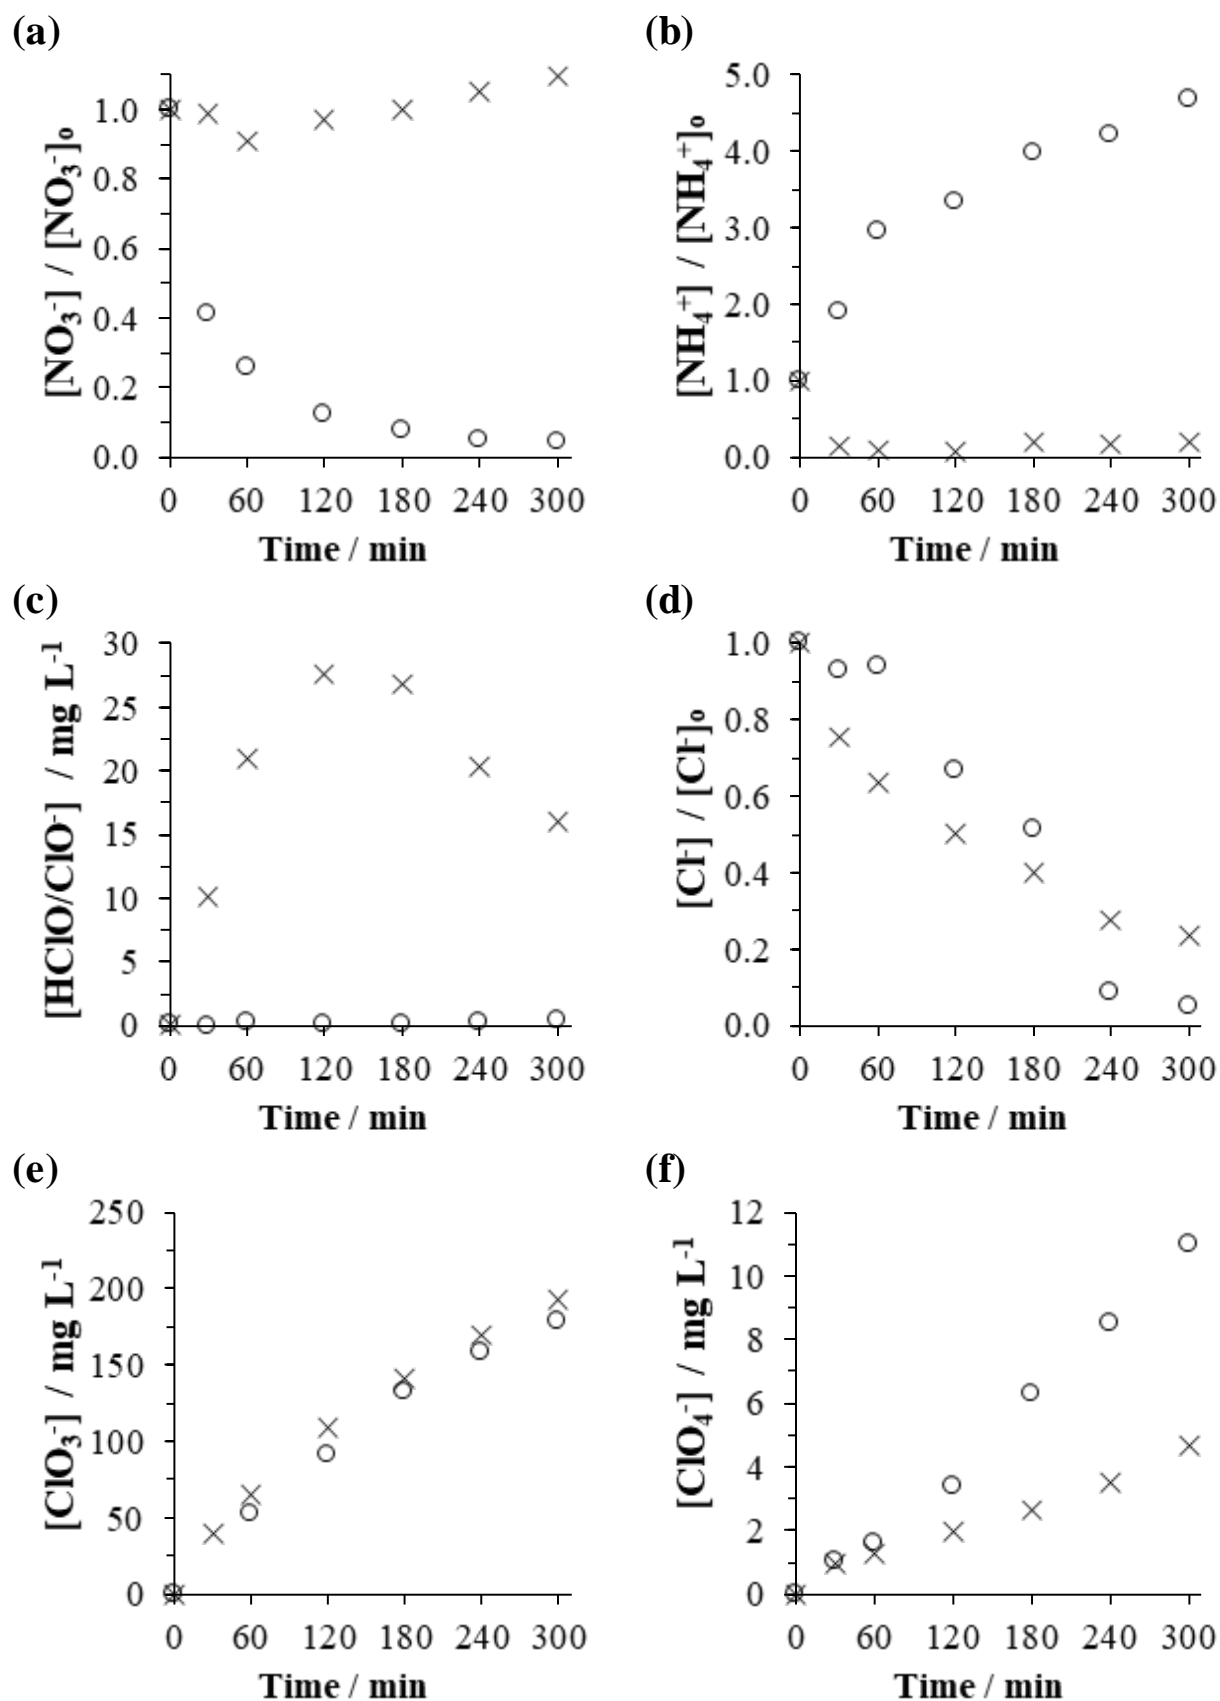 (a)
[NO₃⁻] / [NO₃⁻]₀
1.0
0.8
0.6
0.4
0.2
0.0
0 60 120 180 240 300
Time / min
(b)
[NH₄⁺] / [NH₄⁺]₀
5.0
4.0
3.0
2.0
1.0
0.0
0 60 120 180 240 300
Time / min
(c)
[HClO/ClO⁻] / mg L⁻¹
30
25
20
15
10
5
0
0 60 120 180 240 300
Time / min
(d)
[Cl⁻] / [Cl⁻]₀
1.0
0.8
0.6
0.4
0.2
0.0
0 60 120 180 240 300
Time / min
(e)
[ClO₃⁻] / mg L⁻¹
250
200
150
100
50
0
0 60 120 180 240 300
Time / min
(f)
[ClO₄⁻] / mg L⁻¹
12
10
8
6
4
2
0
0 60 120 180 240 300
Time / min